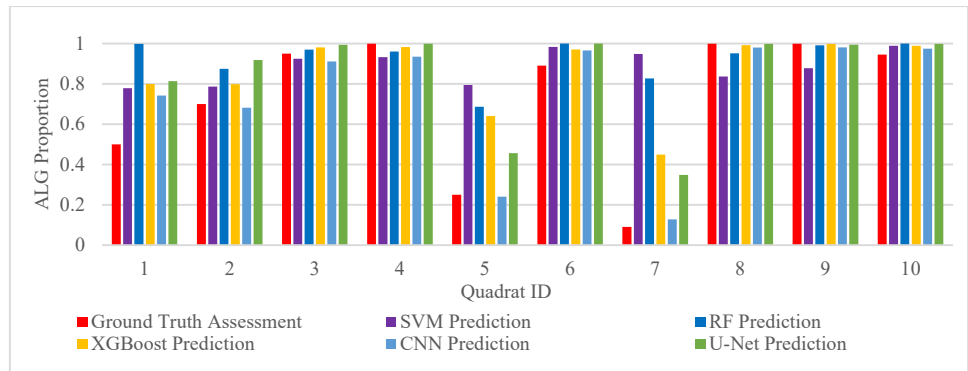 1
0.8
0.6
0.4
0.2
0
ALG Proportion
1 2 3 4 5 6 7 8 9 10
Quadrat ID
Ground Truth Assessment SVM Prediction RF Prediction
XGBoost Prediction CNN Prediction U-Net Prediction